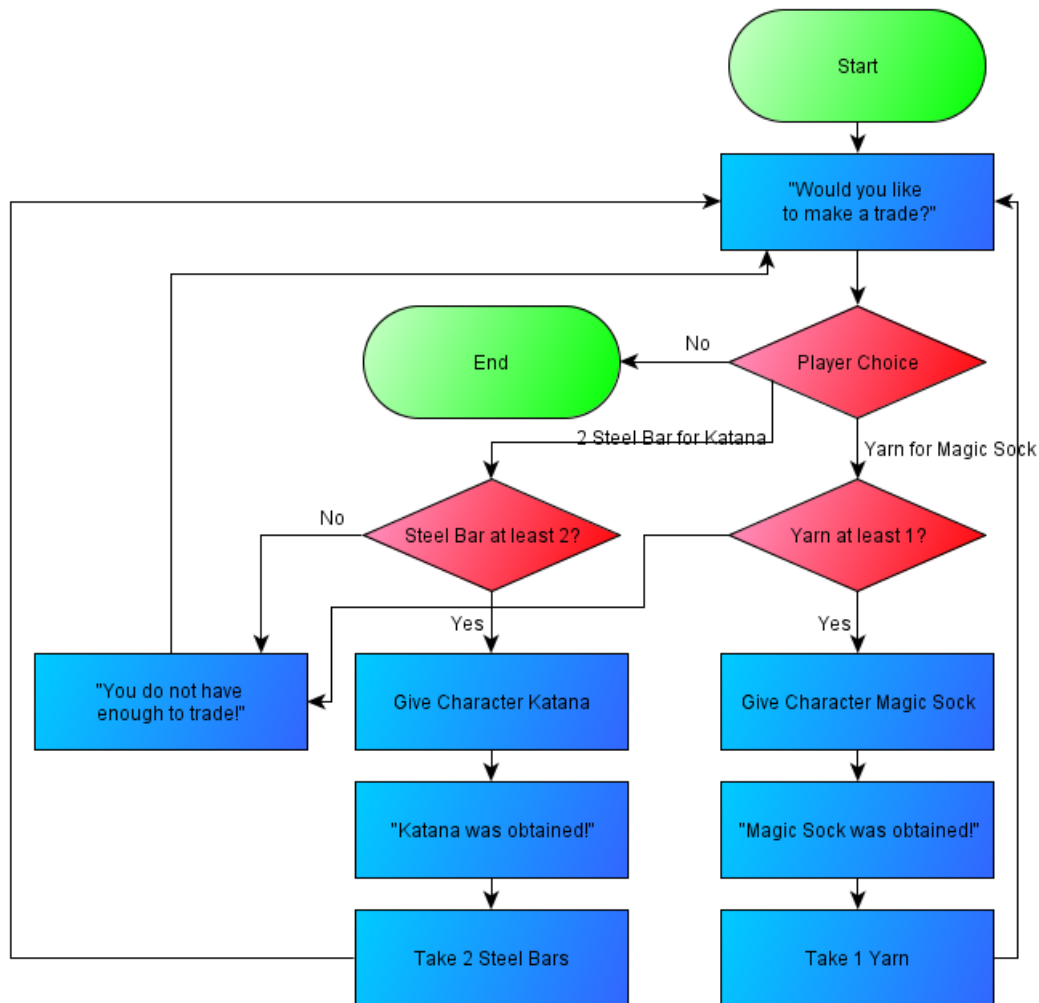 Start
"Would you like
to make a trade?"
Player Choice
No
End
2 Steel Bar for Katana
Yarn for Magic Sock
Steel Bar at least 2?
No
Yarn at least 1?
Yes
Yes
"You do not have
enough to trade!"
Give Character Katana
Give Character Magic Sock
"Katana was obtained!"
"Magic Sock was obtained!"
Take 2 Steel Bars
Take 1 Yarn